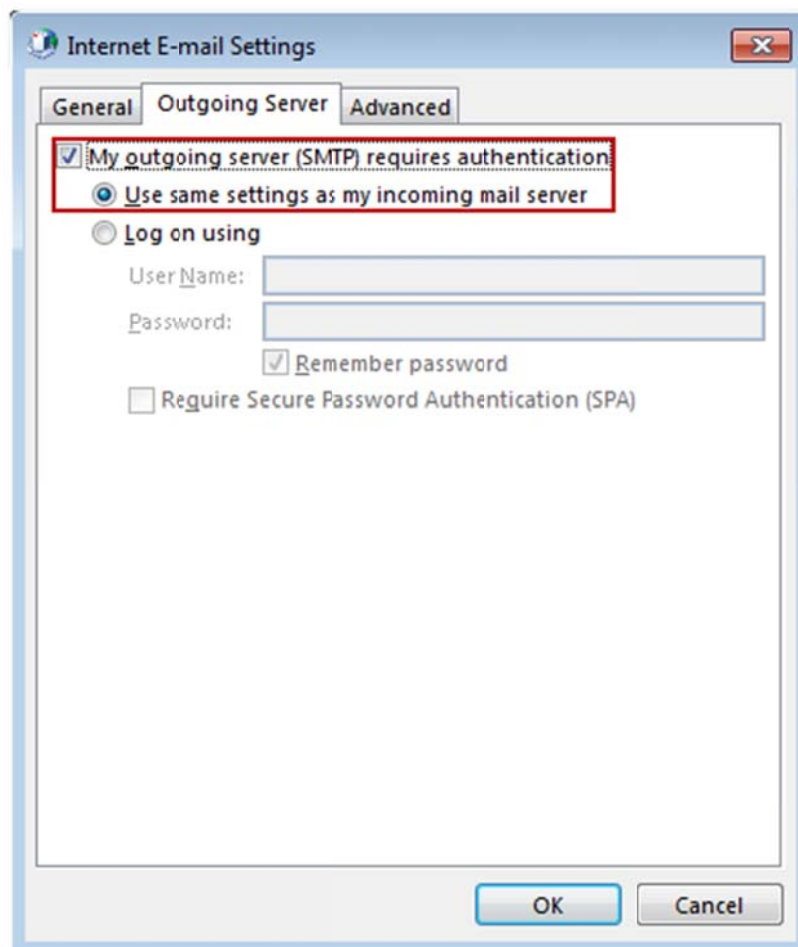 Internet E-mail Settings
General Outgoing Server Advanced
My outgoing server (SMTP) requires authentication
Use same settings as my incoming mail server
Log on using
User Name:
Password:
Remember password
Require Secure Password Authentication (SPA)
OK Cancel